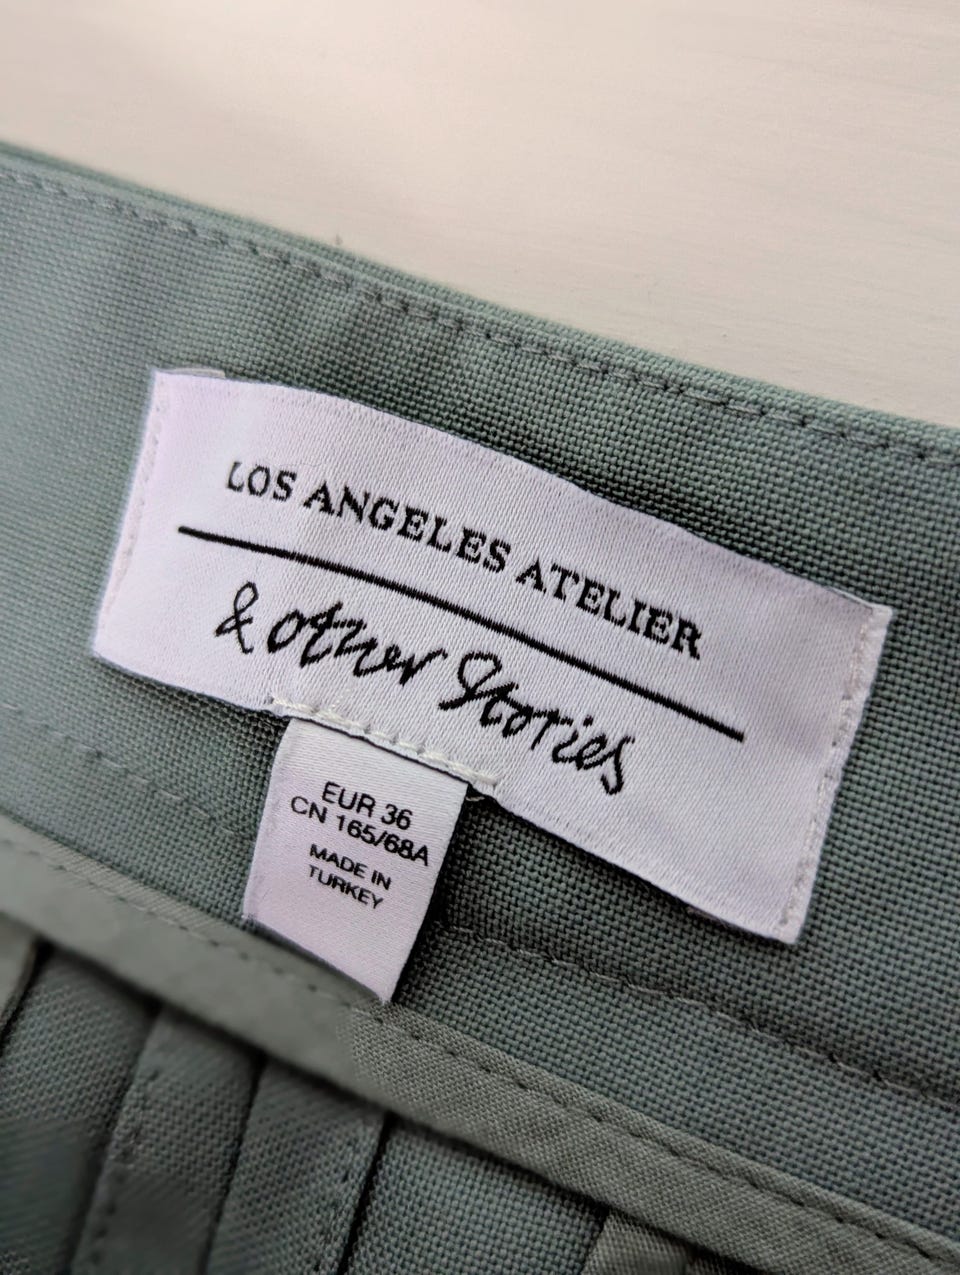 LOS ANGELES ATELIER
& other Stories
EUR 36
CN 165/68A
MADE IN
TURKEY